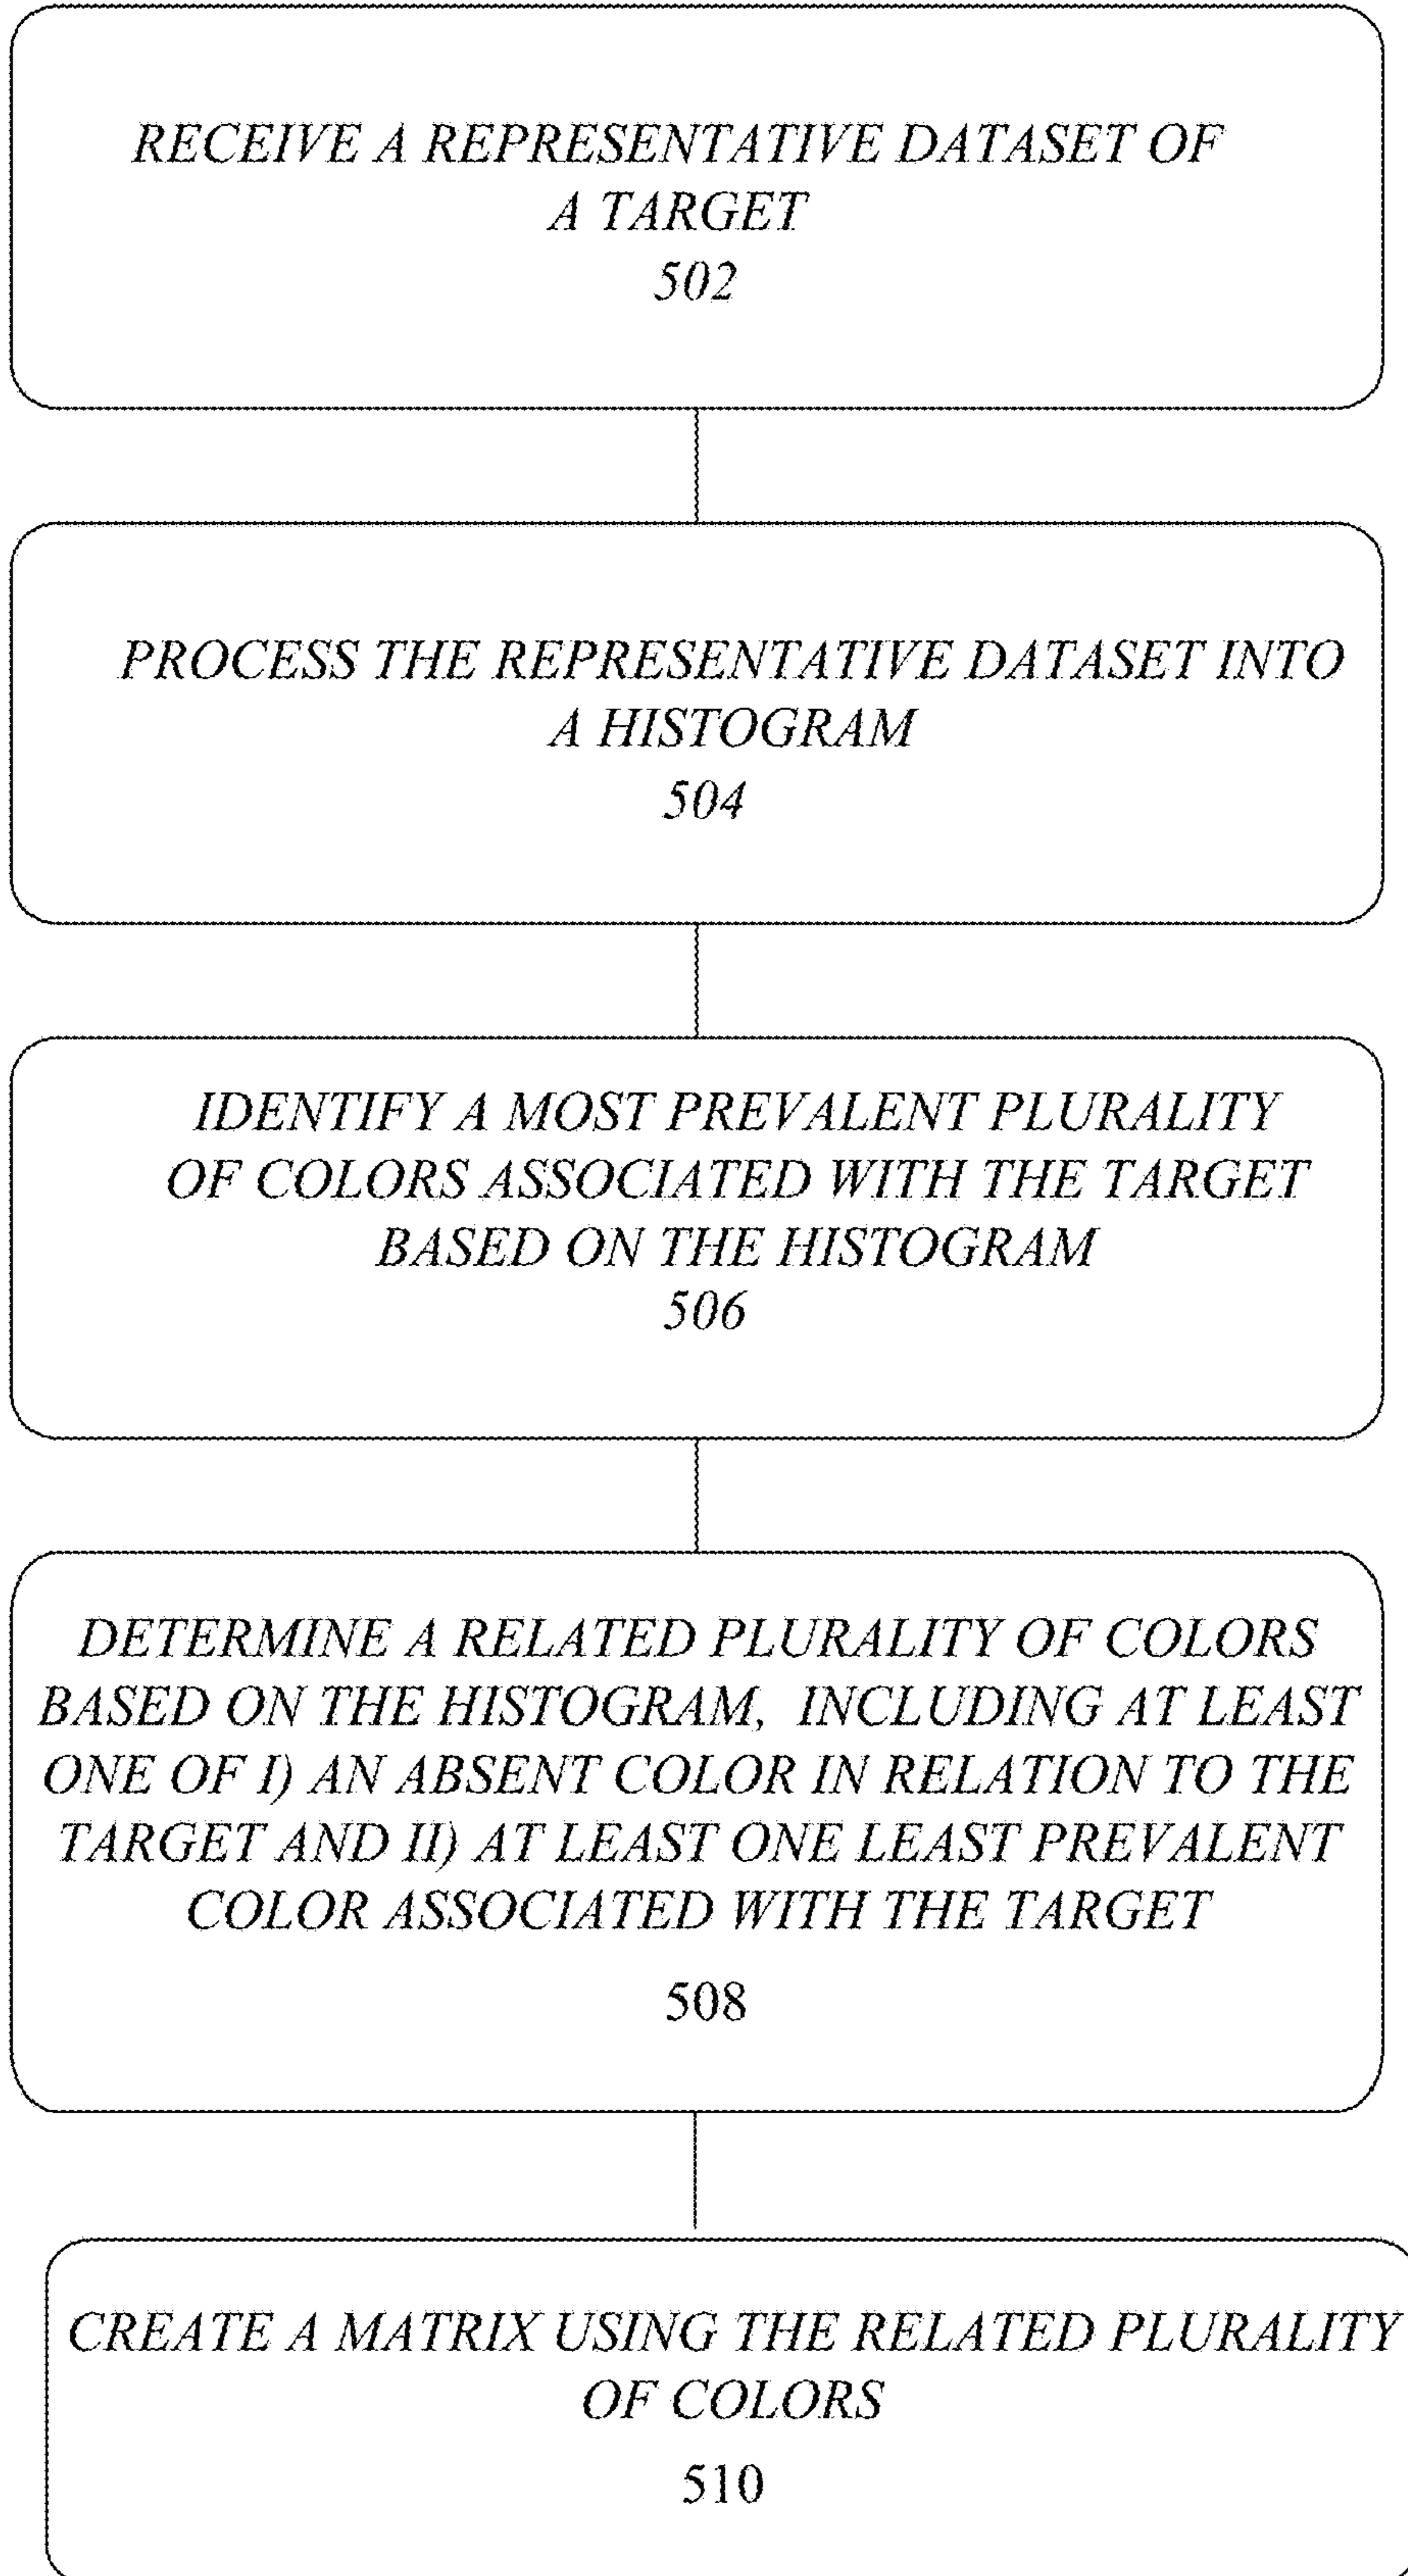 RECEIVE A REPRESENTATIVE DATASET OF
A TARGET
502
PROCESS THE REPRESENTATIVE DATASET INTO
A HISTOGRAM
504
IDENTIFY A MOST PREVALENT PLURALITY
OF COLORS ASSOCIATED WITH THE TARGET
BASED ON THE HISTOGRAM
506
DETERMINE A RELATED PLURALITY OF COLORS
BASED ON THE HISTOGRAM, INCLUDING AT LEAST
ONE OF I) AN ABSENT COLOR IN RELATION TO THE
TARGET AND II) AT LEAST ONE LEAST PREVALENT
COLOR ASSOCIATED WITH THE TARGET
508
CREATE A MATRIX USING THE RELATED PLURALITY
OF COLORS
510